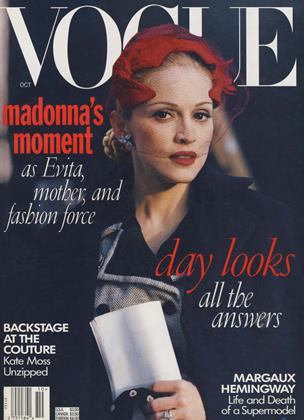 VOGUE
OCT
madonna's
moment
as Evita,
mother, and
fashion force
day looks
all the
answers
BACKSTAGE
AT THE
COUTURE
Kate Moss
Unzipped
MARGAUX
HEMINGWAY
Life and Death
of a Supermodel
10>